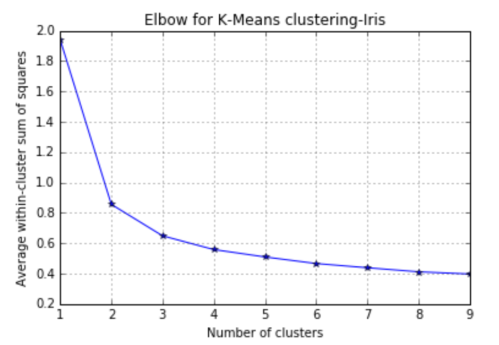 Elbow for K-Means clustering-Iris
Average within-cluster sum of squares
2.0
1.8
1.6
1.4
1.2
1.0
0.8
0.6
0.4
0.2
1 2 3 4 5 6 7 8 9
Number of clusters